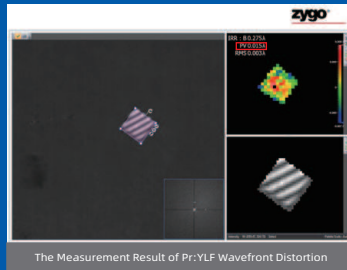 zygo
SRR : B 0.275λ
PV 0.015λ
RMS 0.003λ
The Measurement Result of Pr:YLF Wavefront Distortion